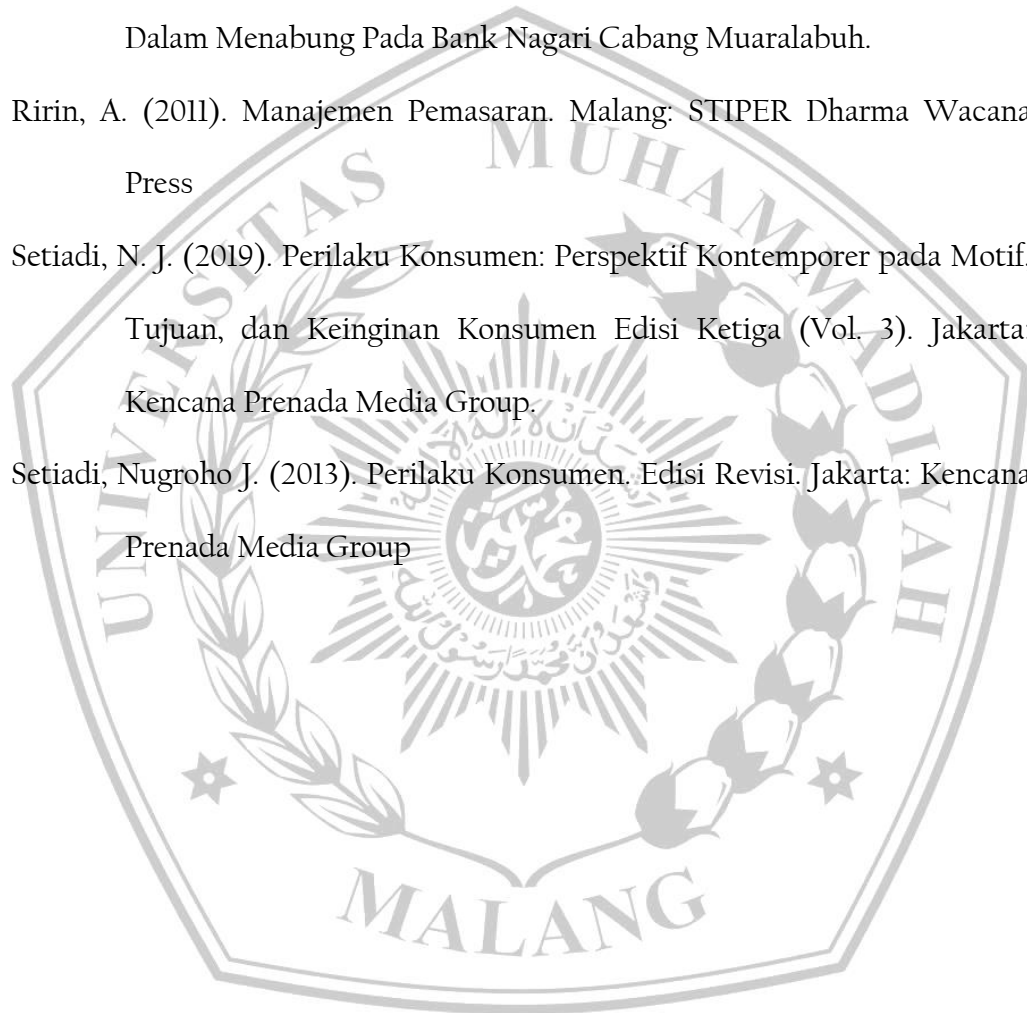 Dalam Menabung Pada Bank Nagari Cabang Muaralabuh.
Ririn, A. (2011). Manajemen Pemasaran. Malang: STIPER Dharma Wacana
Press
Setiadi, N. J. (2019). Perilaku Konsumen: Perspektif Kontemporer pada Motif,
Tujuan, dan Keinginan Konsumen Edisi Ketiga (Vol. 3). Jakarta:
Kencana Prenada Media Group.
Setiadi, Nugroho J. (2013). Perilaku Konsumen. Edisi Revisi. Jakarta: Kencana
Prenada Media Group
UNIVERSITAS MUHAMMADIYAH
MALANG